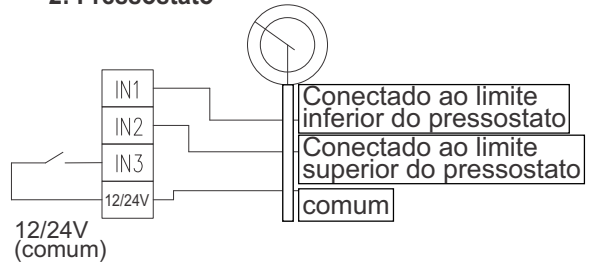 2. Pressostato
IN1
IN2
IN3
12/24V
12/24V
(comum)
Conectado ao limite
inferior do pressostato
Conectado ao limite
superior do pressostato
comum